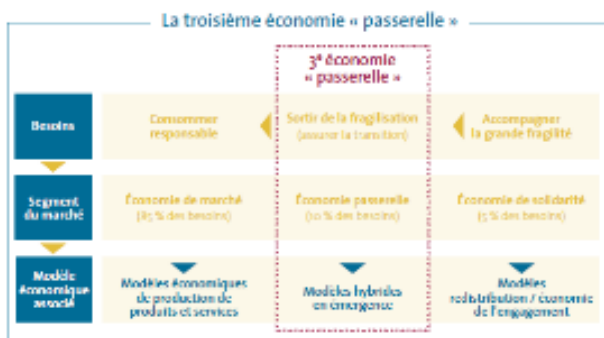 La troisième économie « passerelle »
3e économie
« passerelle »
Besoins
Consommer
responsable
Sortir de la fragilisation
(assurer la transition)
Accompagner
la grande fragilité
Segment
du marché
Économie de marché
(85 % des besoins)
Économie passerelle
(10 % des besoins)
Économie de solidarité
(5 % des besoins)
Modèle
économique
associé
Modèles économiques
de production de
produits et services
Modèles hybrides
en émergence
Modèles
redistribution / économie
de l'engagement